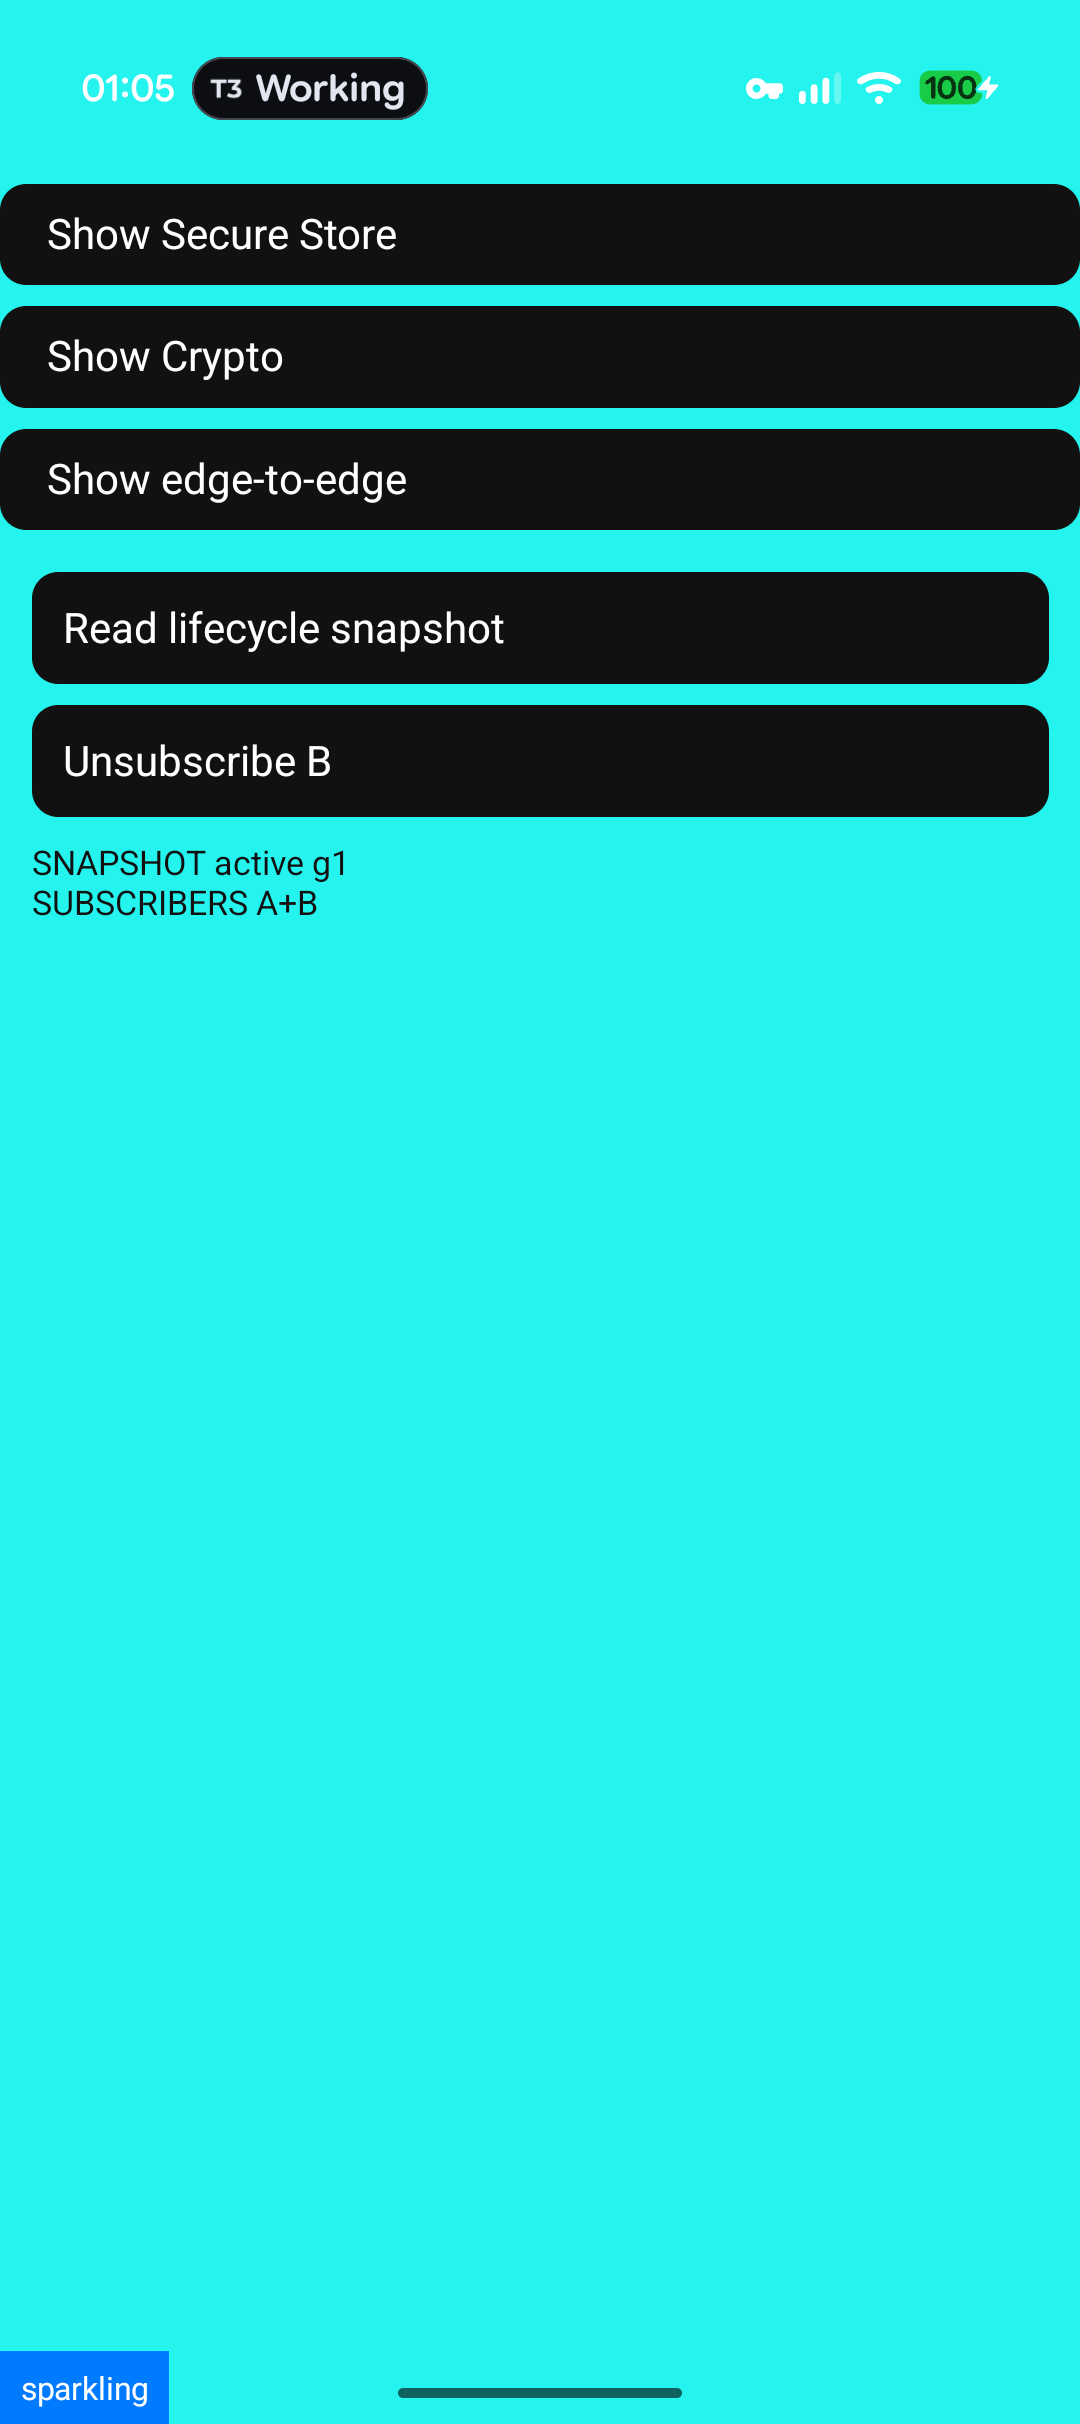 01:05 T3 Working 100
Show Secure Store
Show Crypto
Show edge-to-edge
Read lifecycle snapshot
Unsubscribe B
SNAPSHOT active g1
SUBSCRIBERS A+B
sparkling